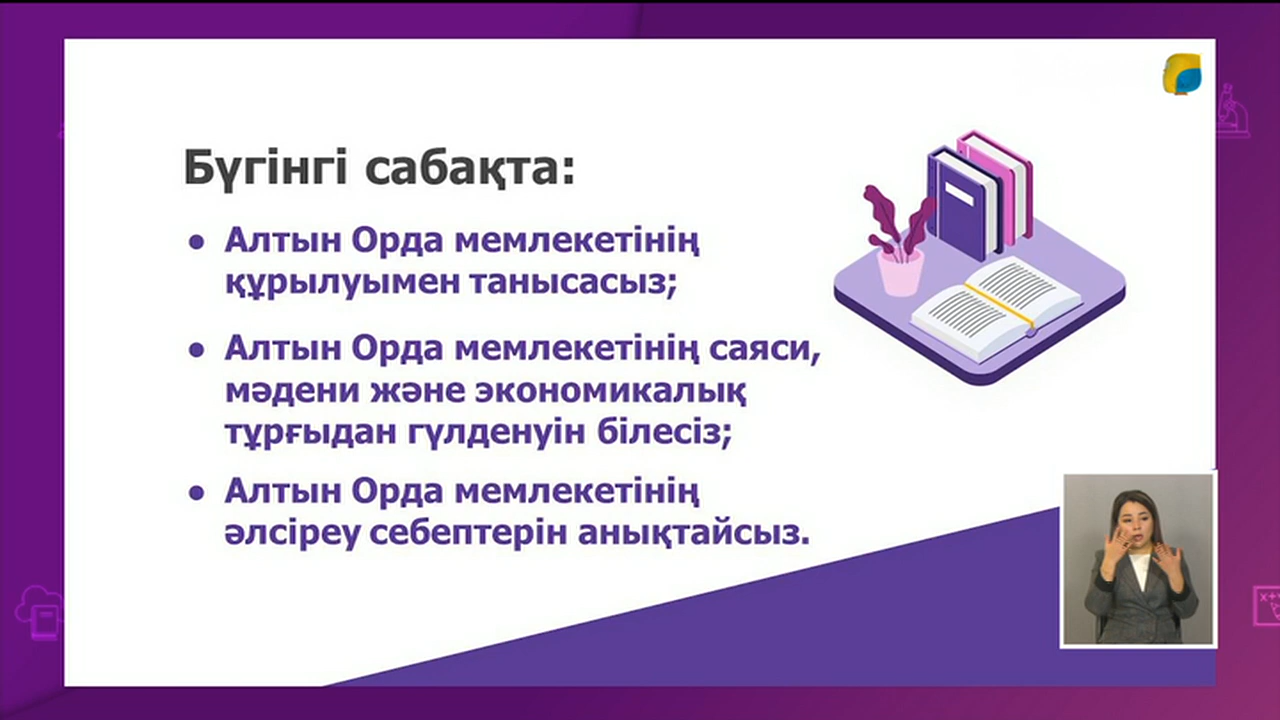 Бүгінгі сабақта:
● Алтын Орда мемлекетінің
құрылуымен танысасыз;
● Алтын Орда мемлекетінің саяси,
мәдени және экономикалық
тұрғыдан гүлденуін білесіз;
● Алтын Орда мемлекетінің
әлсіреу себептерін анықтайсыз.